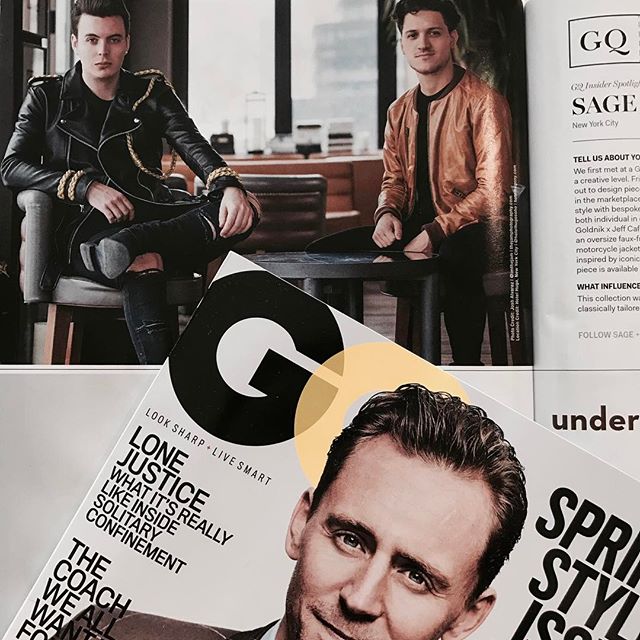 GQ
GQ Insider Spotlight
SAGE
New York City
TELL US ABOUT YO
We first met at a G
a creative level. Fri
out to design piec
in the marketplace
style with bespoke
both individual in
Goldnik x Jeff Caf
an oversize faux-f
motorcycle jacket
inspired by iconic
piece is available
WHAT INFLUENCE
This collection wa
classically tailore
FOLLOW SAGE +
under
GQ
LOOK SHARP + LIVE SMART
LONE
JUSTICE
WHAT IT'S REALLY
LIKE INSIDE
SOLITARY
CONFINEMENT
THE
COACH
WE ALL
WANT
SPRI
STYL
ISS